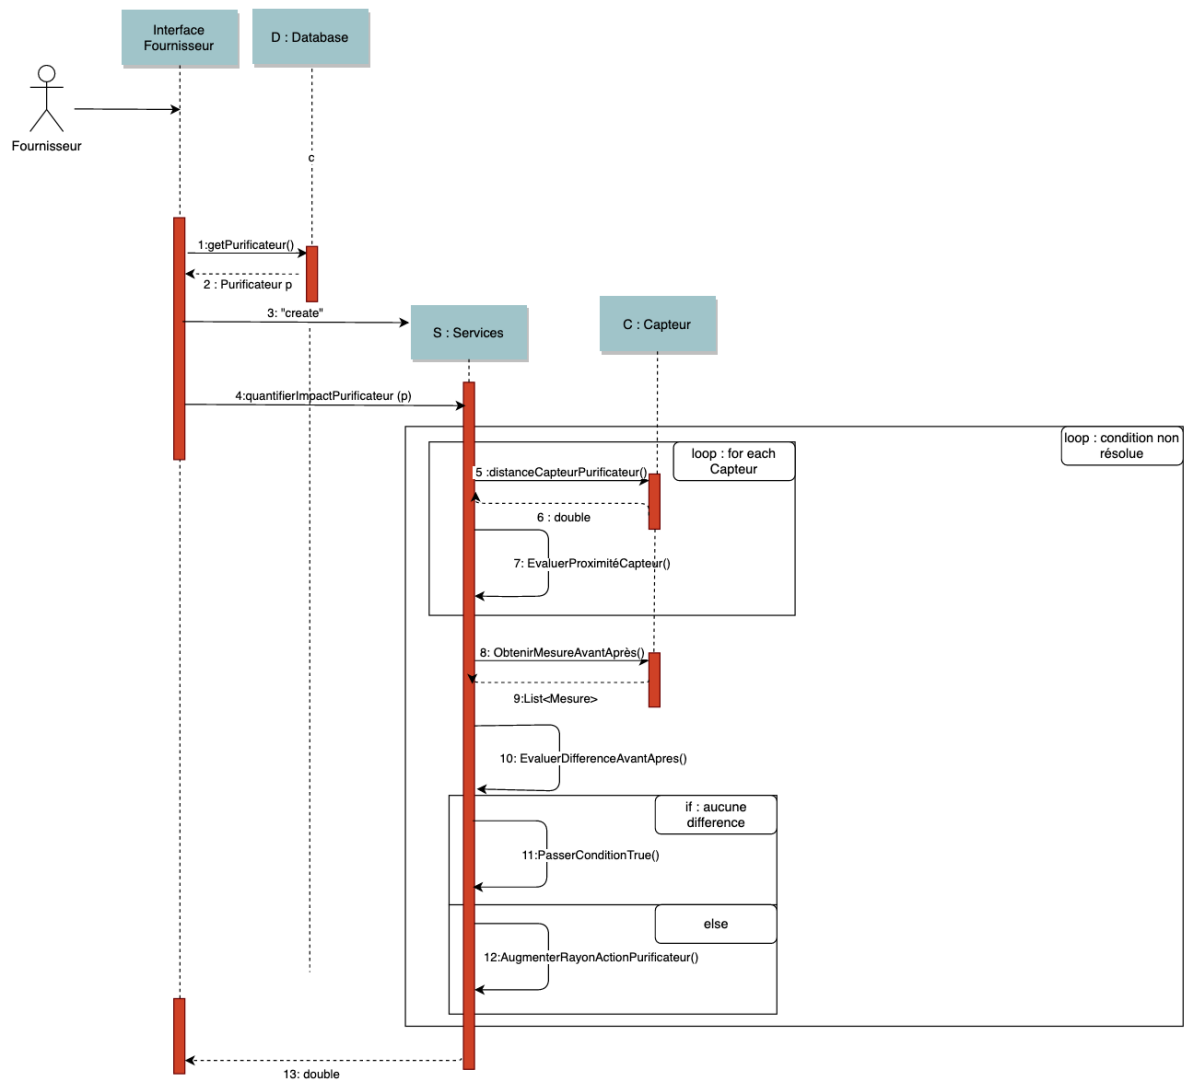 Interface
Fournisseur
D : Database
Fournisseur
c
1:getPurificateur()
2 : Purificateur p
3: "create"
S : Services
C : Capteur
4:quantifierImpactPurificateur (p)
loop : condition non
résolue
loop : for each
Capteur
5 :distanceCapteurPurificateur()
6 : double
7: EvaluerProximitéCapteur()
8: ObtenirMesureAvantAprès()
9:List<Mesure>
10: EvaluerDifferenceAvantApres()
if : aucune
difference
11:PasserConditionTrue()
else
12:AugmenterRayonActionPurificateur()
13: double